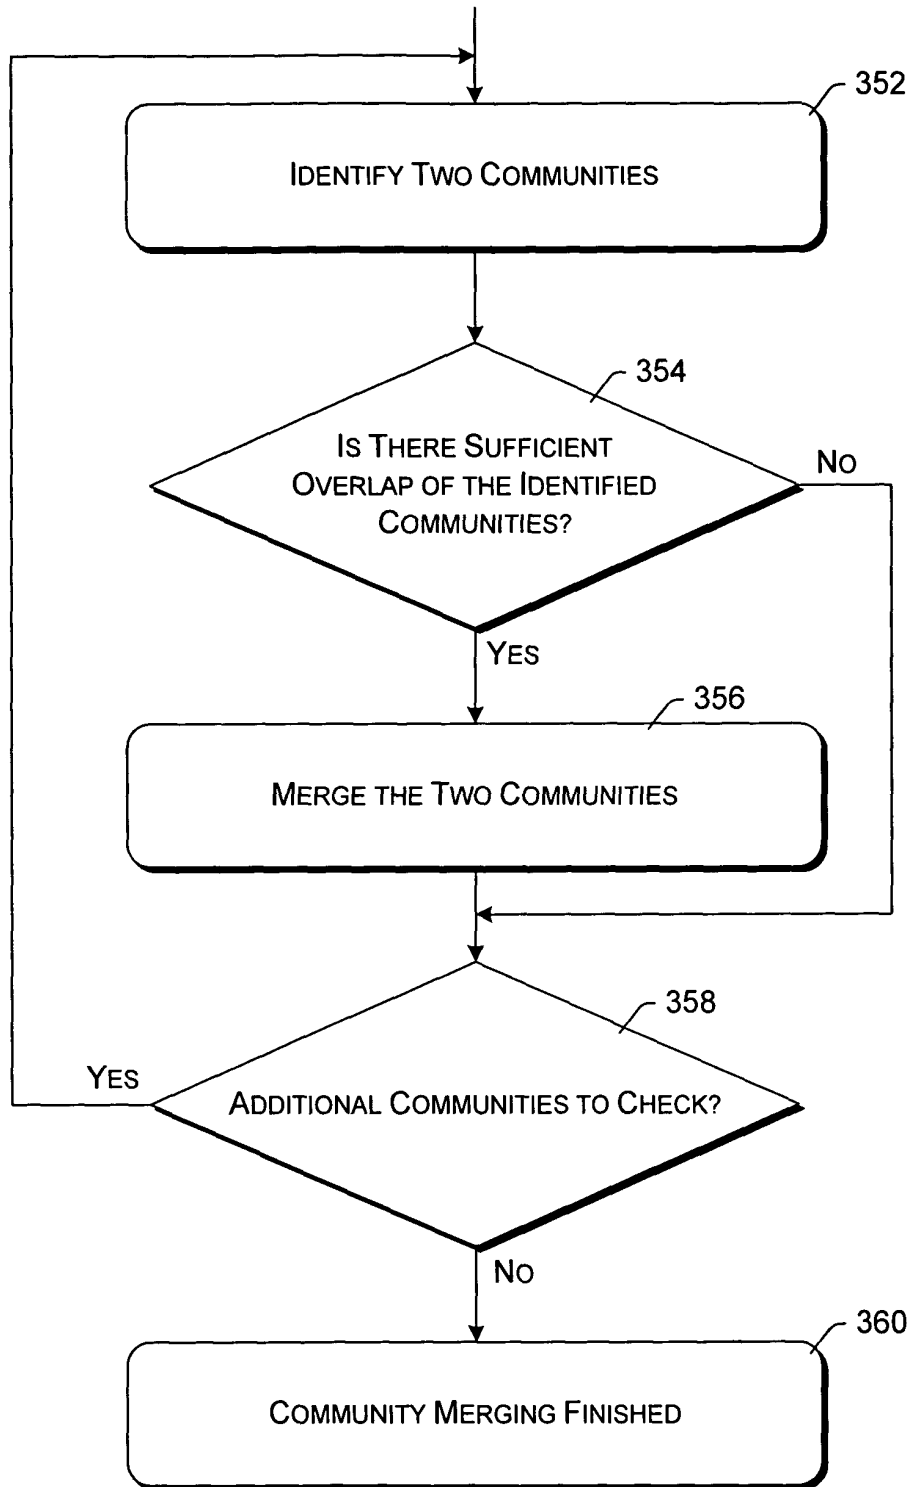 352
IDENTIFY TWO COMMUNITIES
354
IS THERE SUFFICIENT
OVERLAP OF THE IDENTIFIED
COMMUNITIES?
NO
YES
356
MERGE THE TWO COMMUNITIES
358
YES
ADDITIONAL COMMUNITIES TO CHECK?
NO
360
COMMUNITY MERGING FINISHED